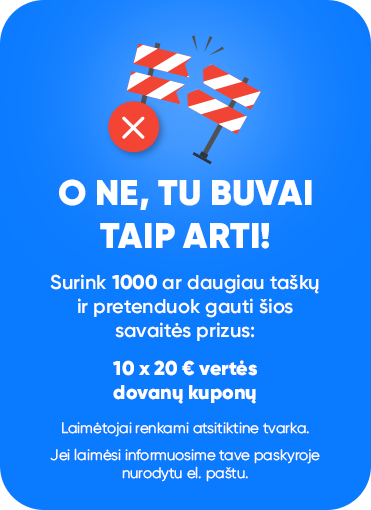 O NE, TU BUVAI
TAIP ARTI!
Surink 1000 ar daugiau taškų
ir pretenduok gauti šios
savaitės prizus:
10 x 20 € vertės
dovanų kuponų
Laimėtojai renkami atsitiktine tvarka.
Jei laimėsi informuosime tave paskyroje
nurodytu el. paštu.